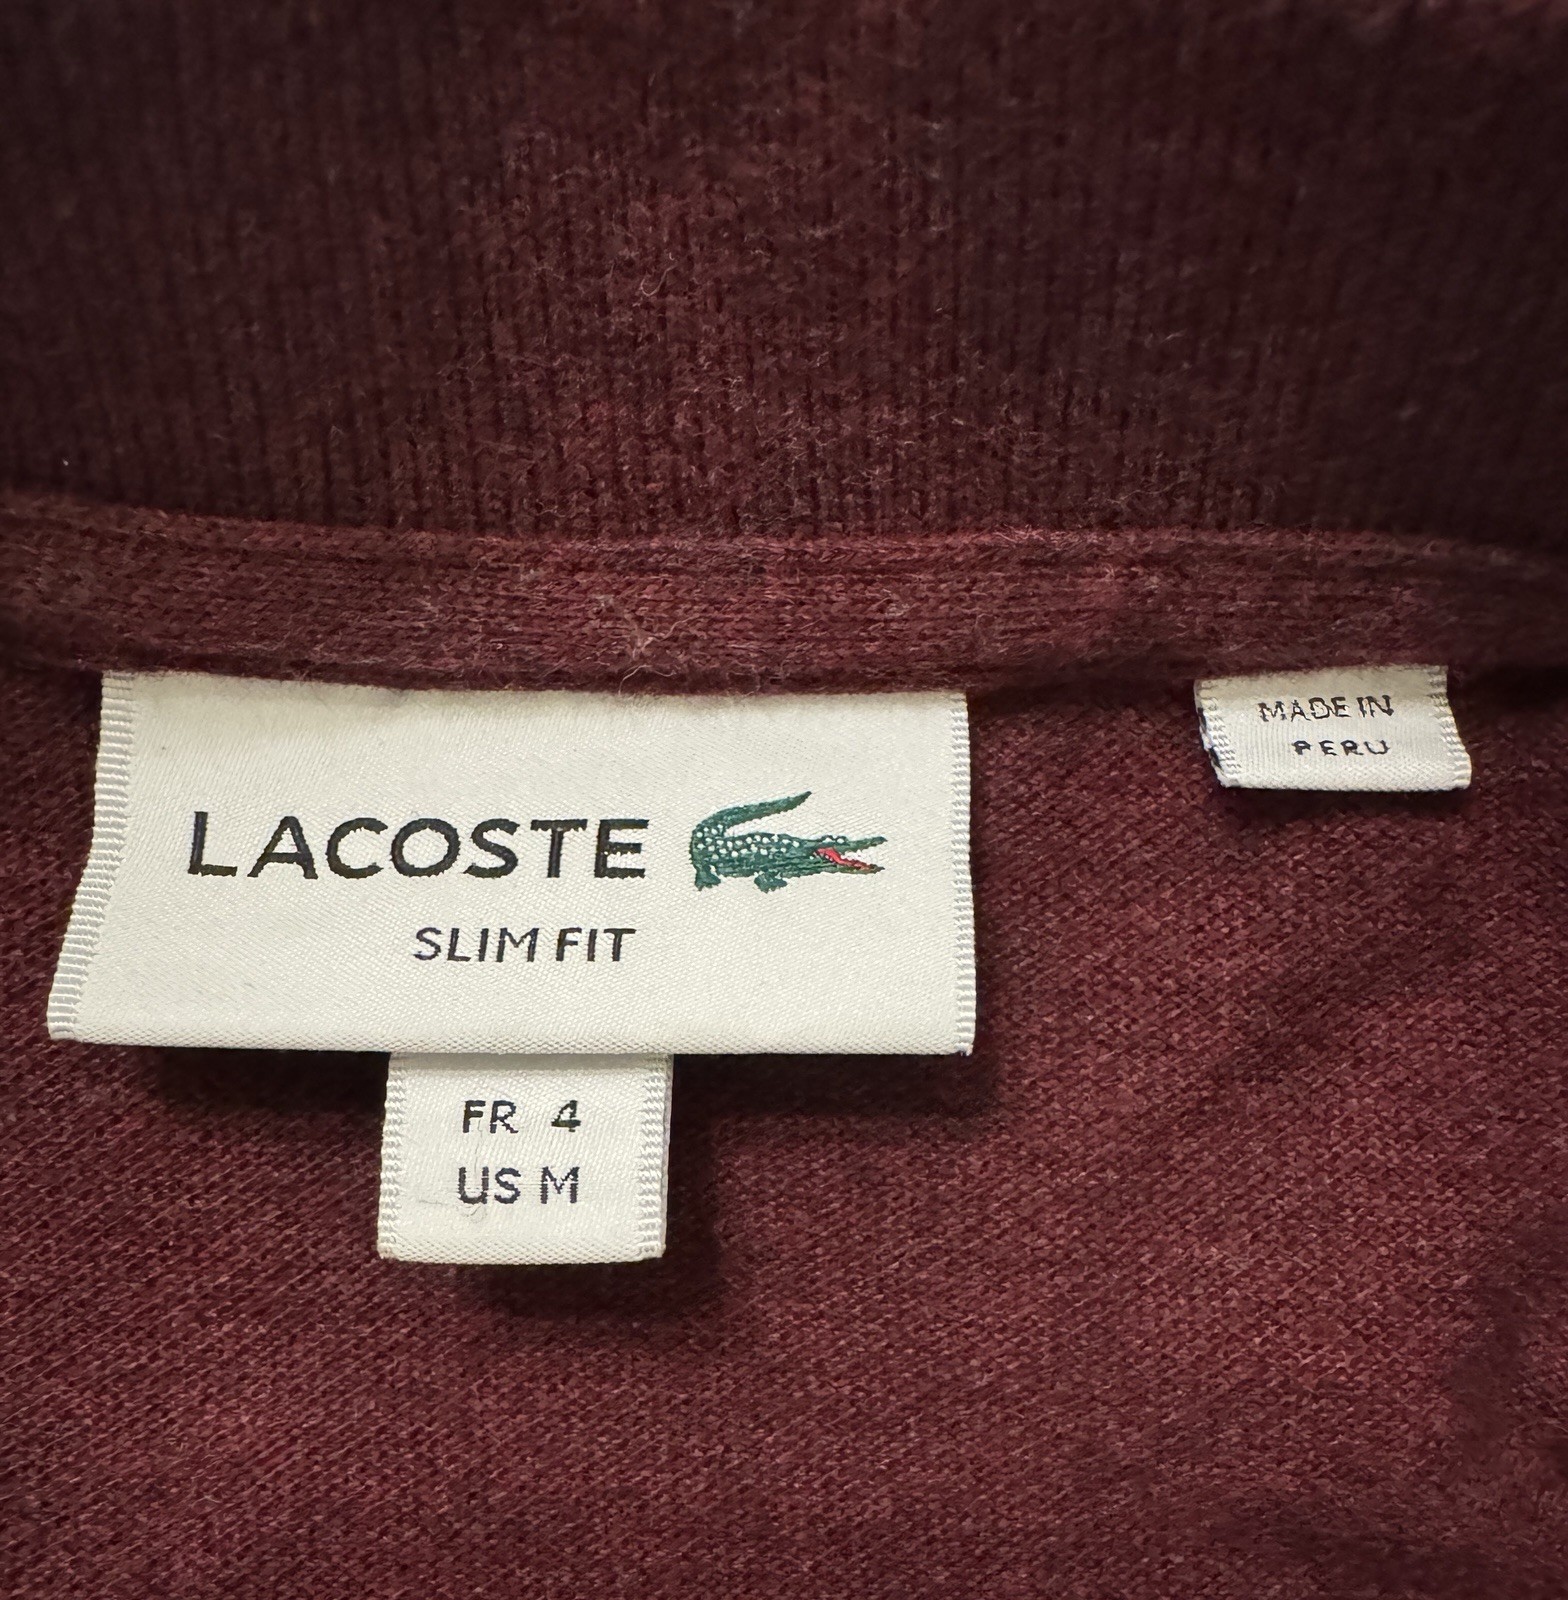 LACOSTE
SLIM FIT
FR 4
US M
MADE IN
PERU